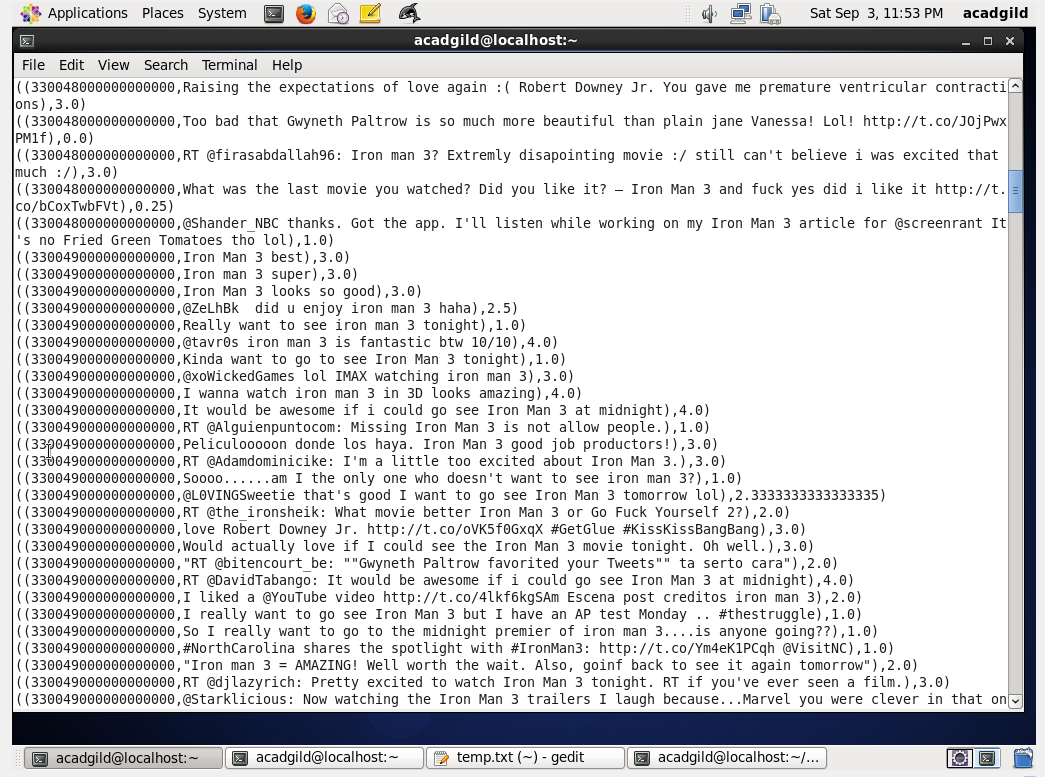 Applications Places System Sat Sep 3, 11:53 PM acadgild
acadgild@localhost:~
File Edit View Search Terminal Help
((330048000000000000,Raising the expectations of love again :( Robert Downey Jr. You gave me premature ventricular contracti
ons),3.0)
((330048000000000000,Too bad that Gwyneth Paltrow is so much more beautiful than plain jane Vanessa! Lol! http://t.co/JOjPwx
PM1f),0.0)
((330048000000000000,RT @firasabdallah96: Iron man 3? Extremly disapointing movie :/ still can't believe i was excited that
much :/),3.0)
((330048000000000000,What was the last movie you watched? Did you like it? — Iron Man 3 and fuck yes did i like it http://t.
co/bCoxTwbFVt),0.25)
((330048000000000000,@Shander_NBC thanks. Got the app. I'll listen while working on my Iron Man 3 article for @screenrant It
's no Fried Green Tomatoes tho lol),1.0)
((330049000000000000,Iron Man 3 best),3.0)
((330049000000000000,Iron man 3 super),3.0)
((330049000000000000,Iron Man 3 looks so good),3.0)
((330049000000000000,@ZeLhBk  did u enjoy iron man 3 haha),2.5)
((330049000000000000,Really want to see iron man 3 tonight),1.0)
((330049000000000000,@tavr0s iron man 3 is fantastic btw 10/10),4.0)
((330049000000000000,Kinda want to go to see Iron Man 3 tonight),1.0)
((330049000000000000,@xoWickedGames lol IMAX watching iron man 3),3.0)
((330049000000000000,I wanna watch iron man 3 in 3D looks amazing),4.0)
((330049000000000000,It would be awesome if i could go see Iron Man 3 at midnight),4.0)
((330049000000000000,RT @Alguienpuntocom: Missing Iron Man 3 is not allow people.),1.0)
((330049000000000000,Peliculooooon donde los haya. Iron Man 3 good job productors!),3.0)
((330049000000000000,RT @Adamdominicike: I'm a little too excited about Iron Man 3.),3.0)
((330049000000000000,Soooo......am I the only one who doesn't want to see iron man 3?),1.0)
((330049000000000000,@L0VINGSweetie that's good I want to go see Iron Man 3 tomorrow lol),2.3333333333333335)
((330049000000000000,RT @the_ironsheik: What movie better Iron Man 3 or Go Fuck Yourself 2?),2.0)
((330049000000000000,love Robert Downey Jr. http://t.co/oVK5f0GxqX #GetGlue #KissKissBangBang),3.0)
((330049000000000000,Would actually love if I could see the Iron Man 3 movie tonight. Oh well.),3.0)
((330049000000000000,"RT @bitencourt_be: ""Gwyneth Paltrow favorited your Tweets"" ta serto cara"),2.0)
((330049000000000000,RT @DavidTabango: It would be awesome if i could go see Iron Man 3 at midnight),4.0)
((330049000000000000,I liked a @YouTube video http://t.co/4lkf6kgSAm Escena post creditos iron man 3),2.0)
((330049000000000000,I really want to go see Iron Man 3 but I have an AP test Monday .. #thestruggle),1.0)
((330049000000000000,So I really want to go to the midnight premier of iron man 3....is anyone going??),1.0)
((330049000000000000,#NorthCarolina shares the spotlight with #IronMan3: http://t.co/Ym4eK1PCqh @VisitNC),1.0)
((330049000000000000,"Iron man 3 = AMAZING! Well worth the wait. Also, goinf back to see it again tomorrow"),2.0)
((330049000000000000,RT @djlazyrich: Pretty excited to watch Iron Man 3 tonight. RT if you've ever seen a film.),3.0)
((330049000000000000,@Starklicious: Now watching the Iron Man 3 trailers I laugh because...Marvel you were clever in that on
acadgild@localhost:~ acadgild@localhost:~ temp.txt (~) - gedit acadgild@localhost:~/...